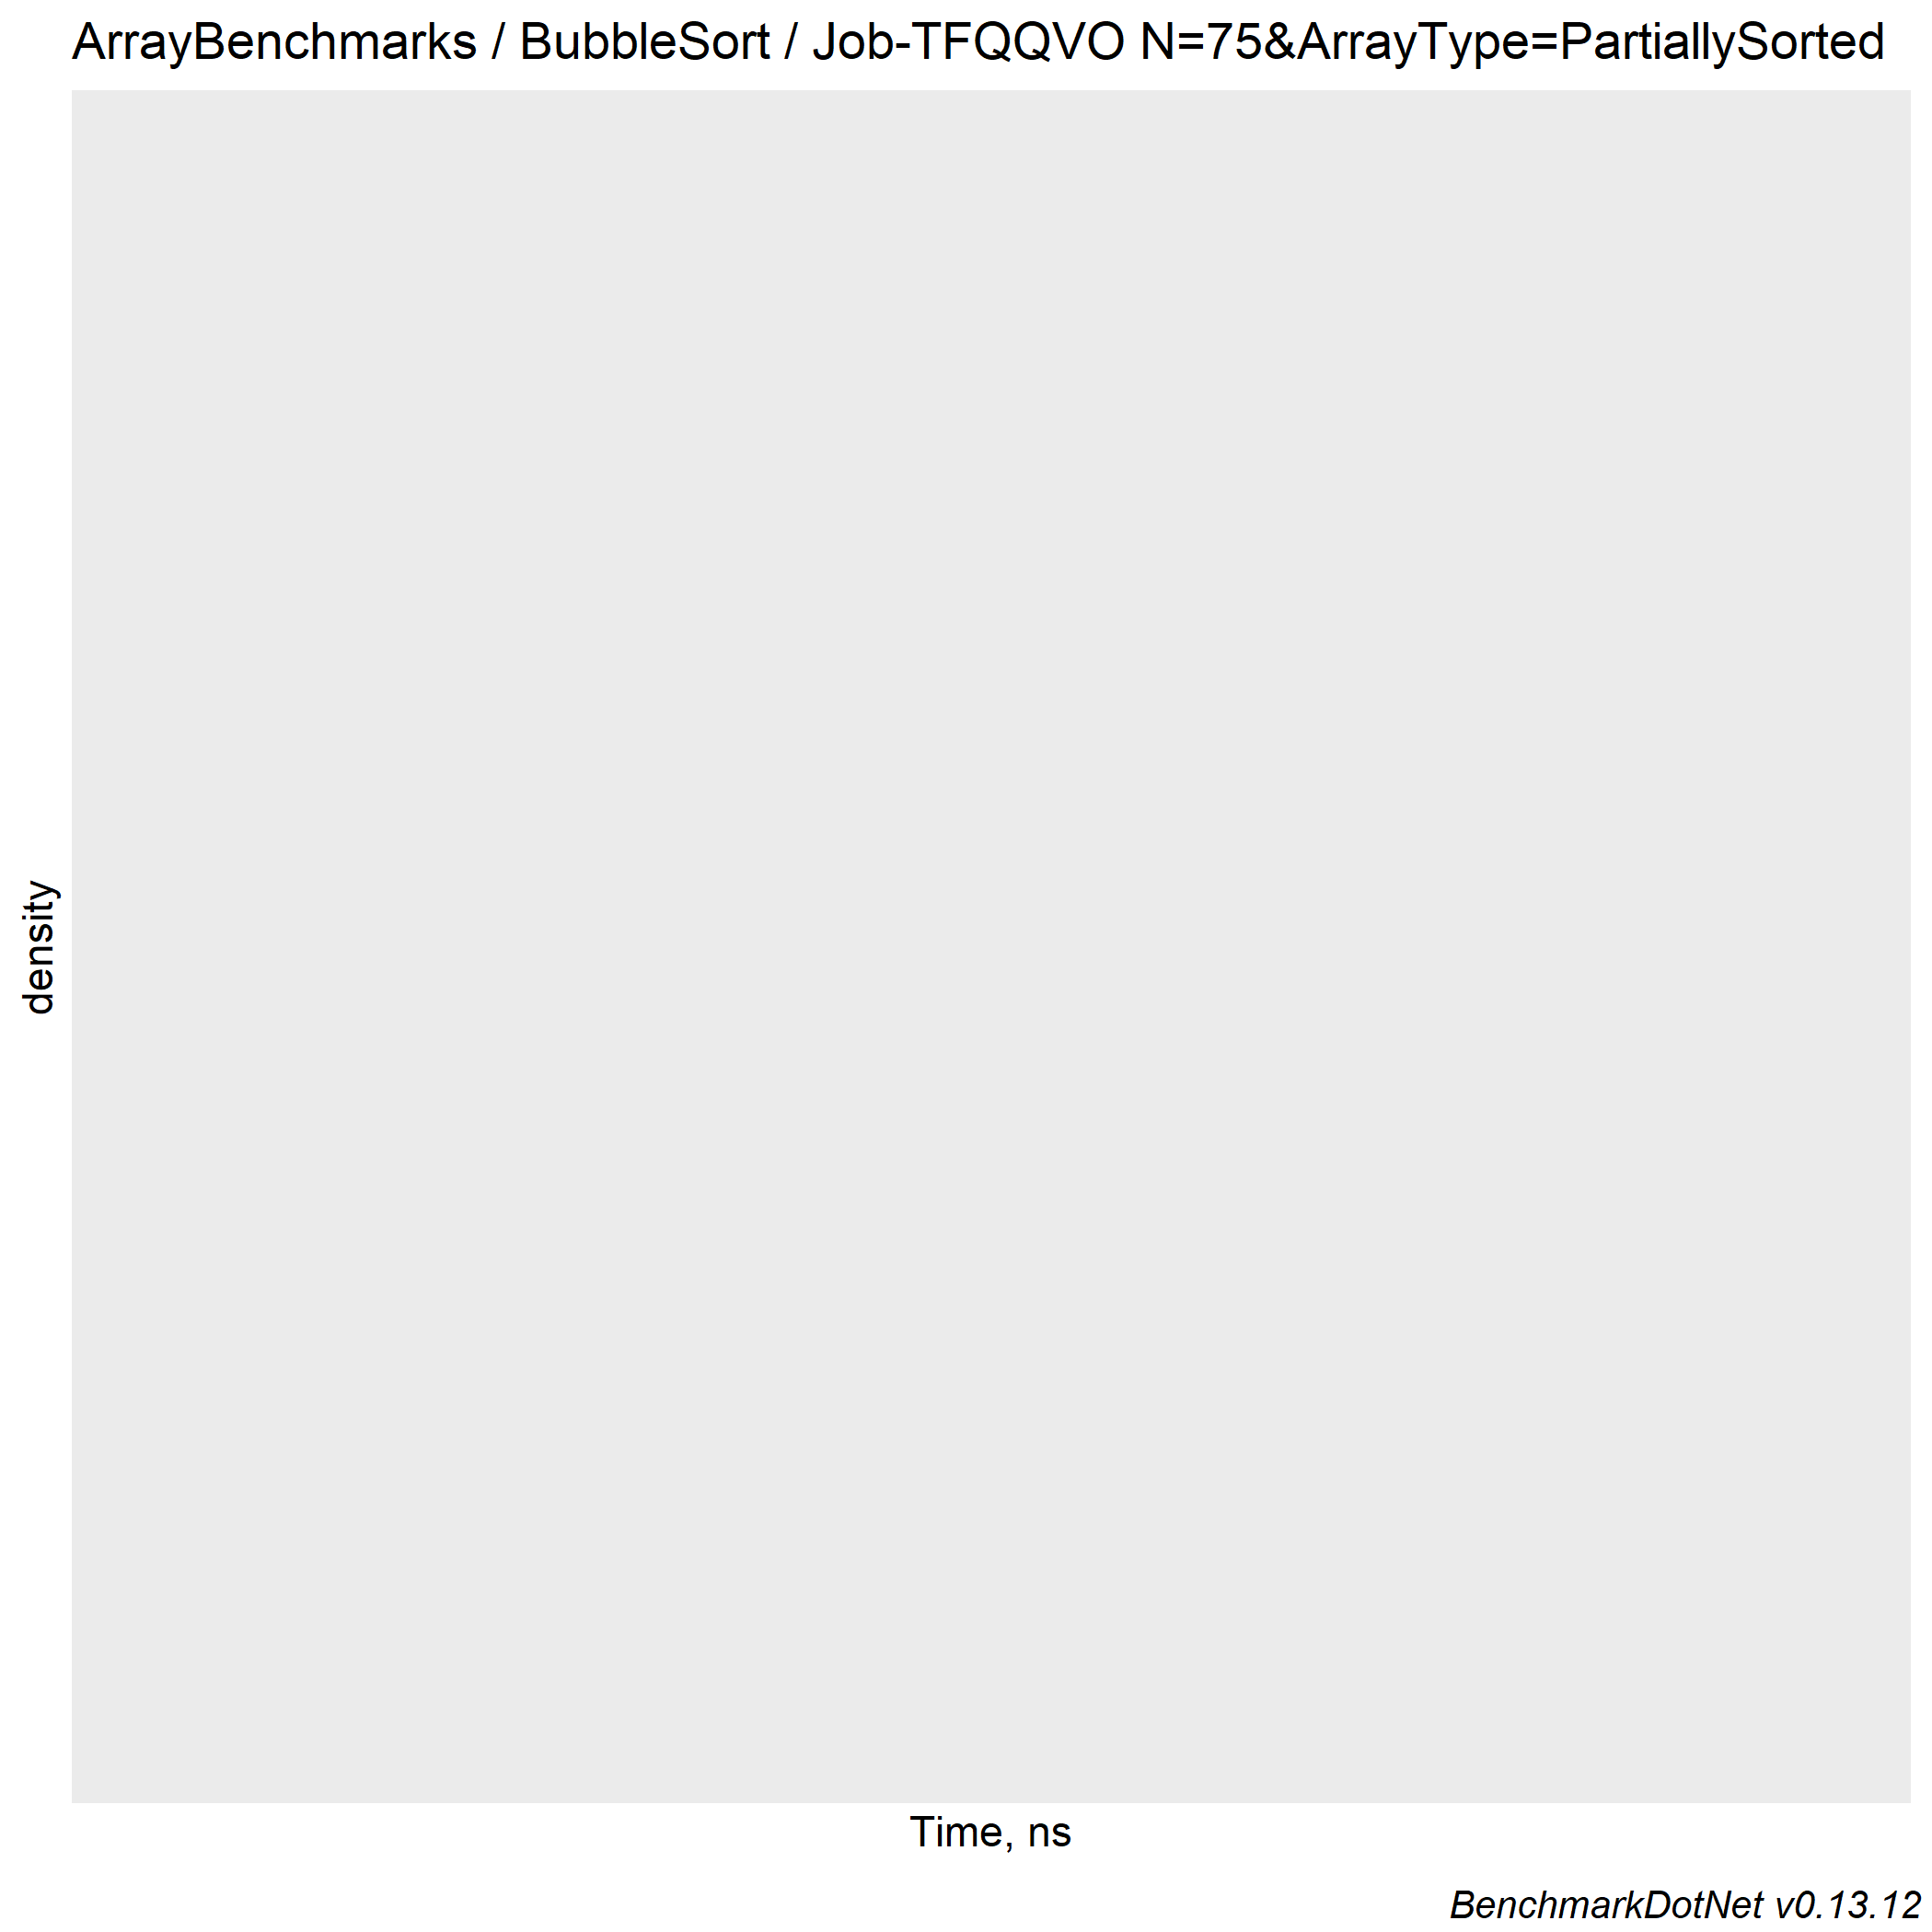 ArrayBenchmarks / BubbleSort / Job-TFQQVO N=75&ArrayType=PartiallySorted
density
Time, ns
BenchmarkDotNet v0.13.12